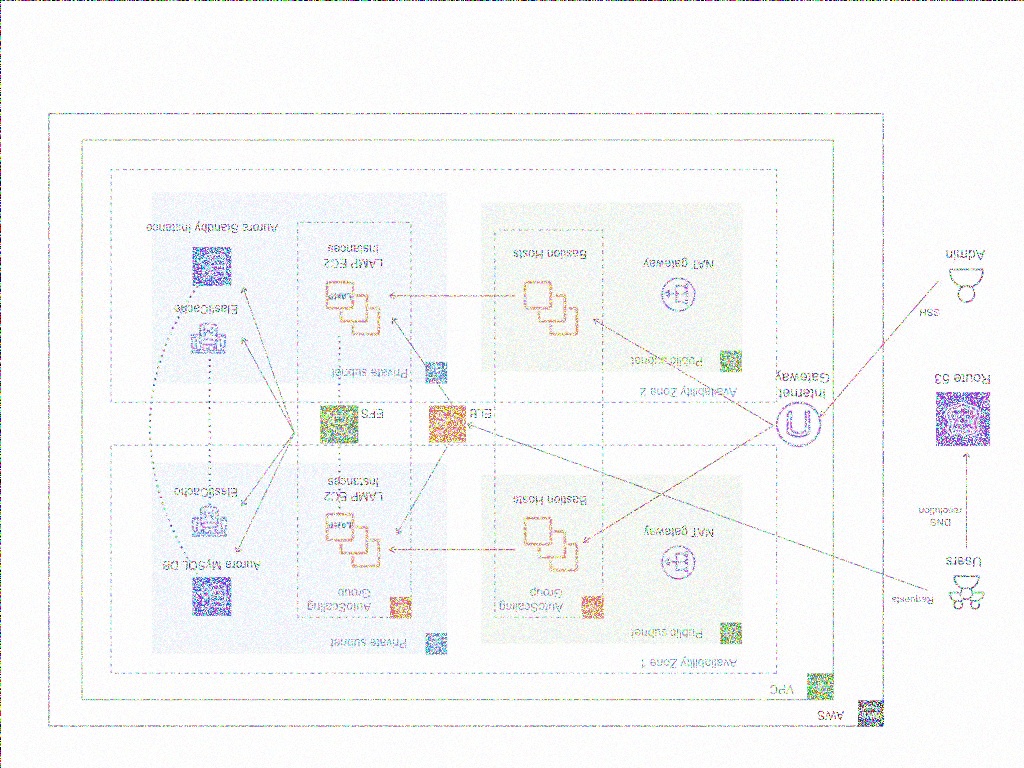 AWS
VPC
Availability Zone 1
Public subnet
Private subnet
AutoScaling
Group
AutoScaling
Group
Users
Requests
NAT gateway
Bastion Hosts
LAMP EC2
Instances
Aurora MySQL DB
ElastiCache
DNS
resolution
Route 53
Internet
Gateway
ELB
EFS
Availability Zone 2
Public subnet
Private subnet
SSH
Admin
NAT gateway
Bastion Hosts
LAMP EC2
Instances
ElastiCache
Aurora Standby Instance